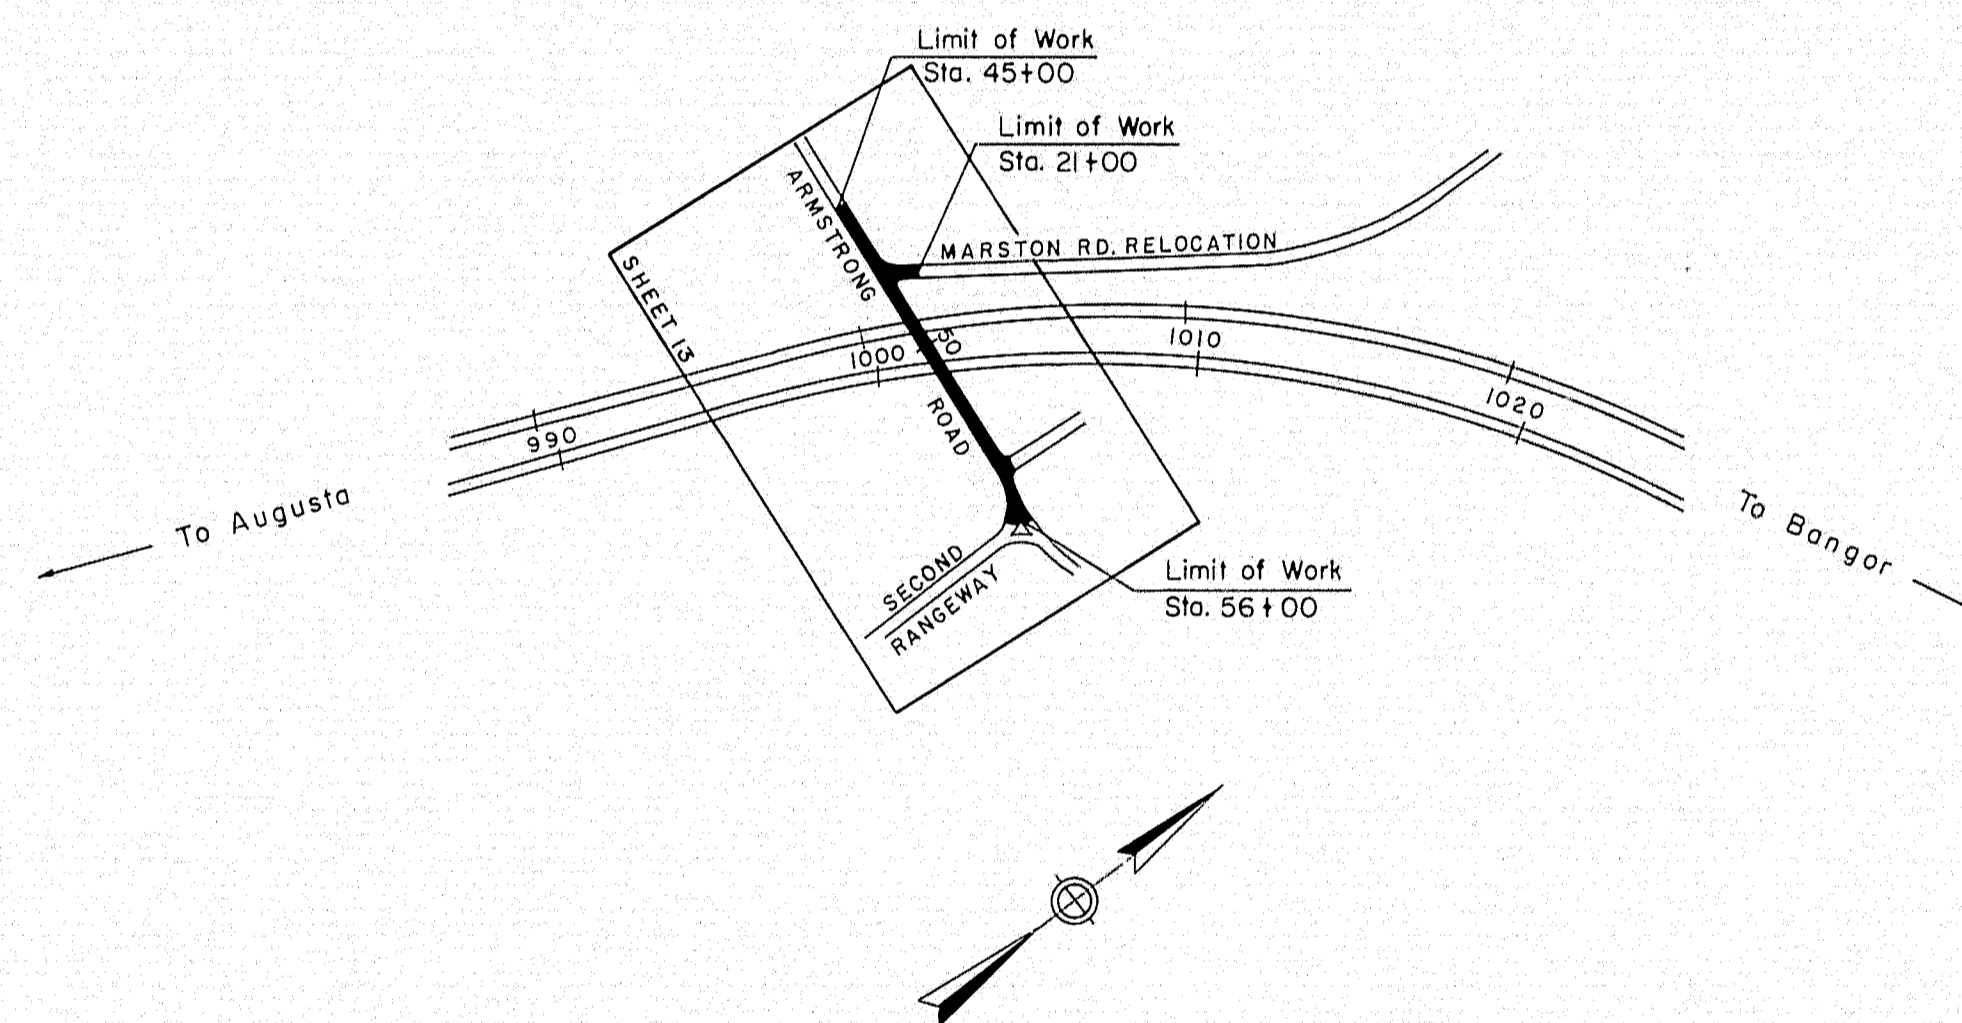 Limit of Work
Sta. 45+00
Limit of Work
Sta. 21+00
ARMSTRONG
MARSTON RD. RELOCATION
SHEET 13
50
1000
1010
1020
990
ROAD
To Augusta
To Bangor
SECOND
RANGEWAY
Limit of Work
Sta. 56+00